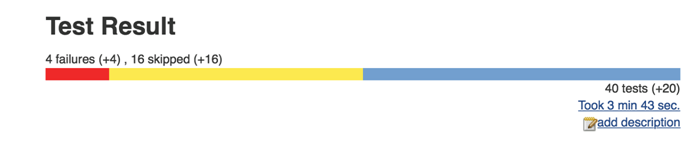 Test Result
4 failures (+4) , 16 skipped (+16)
40 tests (+20)
Took 3 min 43 sec.
add description